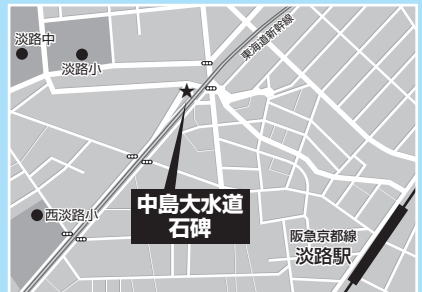 淡路中
淡路小
東海道新幹線
中島大水道
石碑
西淡路小
阪急京都線
淡路駅